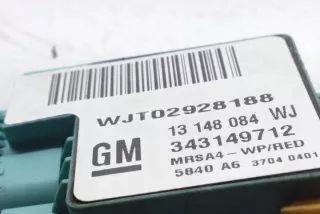 WJT02928188
13 148 084 WJ
GM
343149712
MRSA4-WP/RED
5840 A6 3704 0401